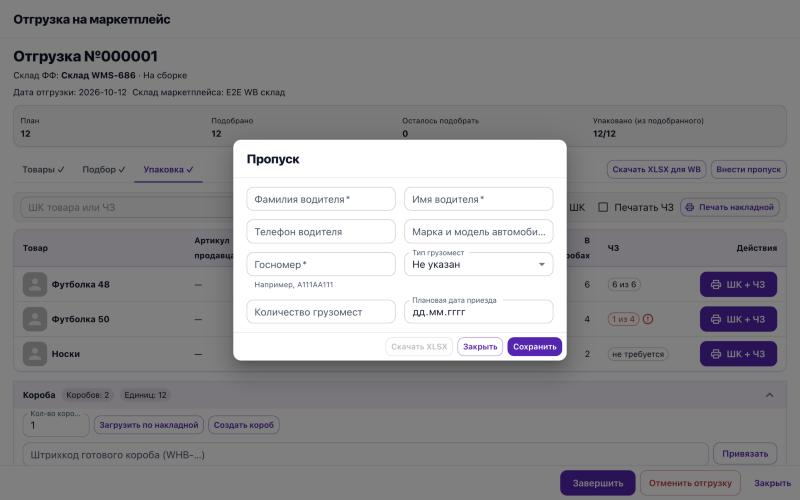 Отгрузка на маркетплейс
Отгрузка №000001
Склад ФФ: Склад WMS-686 · На сборке
Дата отгрузки: 2026-10-12 Склад маркетплейса: E2E WB склад
План
12
Подобрано
12
Осталось подобрать
0
Упаковано (из подобранного)
12/12
Товары ✓ Подбор ✓ Упаковка ✓
Скачать XLSX для WB Внести пропуск
ШК товара или ЧЗ
ШК Печатать ЧЗ Печать накладной
Товар
Артикул
продавца
В
ЧЗ
Действия
Футболка 48 — 6 6 из 6 ШК + ЧЗ
Футболка 50 — 4 1 из 4 ШК + ЧЗ
Носки — 2 не требуется ШК + ЧЗ
Пропуск
Фамилия водителя *
Имя водителя *
Телефон водителя
Марка и модель автомоби...
Госномер *
Тип грузомест
Не указан
Например, А111АА111
Количество грузомест
Плановая дата приезда
дд.мм.гггг
Скачать XLSX Закрыть Сохранить
Короба Коробов: 2 Единиц: 12
Кол-во коро...
1
Загрузить по накладной Создать короб
Штрихкод готового короба (WHB-...)
Привязать
Завершить Отменить отгрузку Закрыть